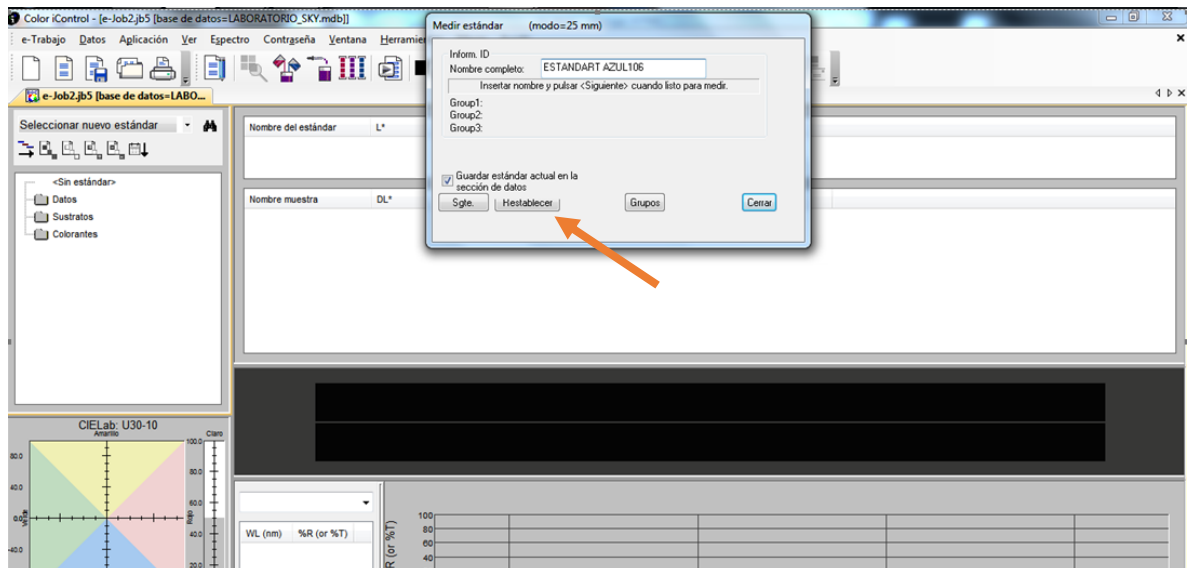 Color iControl - [e-Job2.jb5 [base de datos=LABORATORIO_SKY.mdb]]
e-Trabajo Datos Aplicación Ver Espectro Contraseña Ventana
e-Job2.jb5 [base de datos=LABO...
Seleccionar nuevo estándar
<Sin estándar>
Datos
Sustratos
Colorantes
Nombre del estándar L*
Nombre muestra DL*
Medir estándar (modo=25 mm)
Inform. ID
Nombre completo: ESTANDART AZUL106
Insertar nombre y pulsar <Siguiente> cuando listo para medir.
Group1:
Group2:
Group3:
Guardar estándar actual en la
sección de datos
Sgte. Hestablecer Grupos Cerrar
CIELab: U30-10
Amarillo
Claro
Rojo
100.0
80.0
60.0
40.0
20.0
80.0
40.0
0.0
-40.0
WL (nm) %R (or %T)
R (or %T)
100
80
60
40